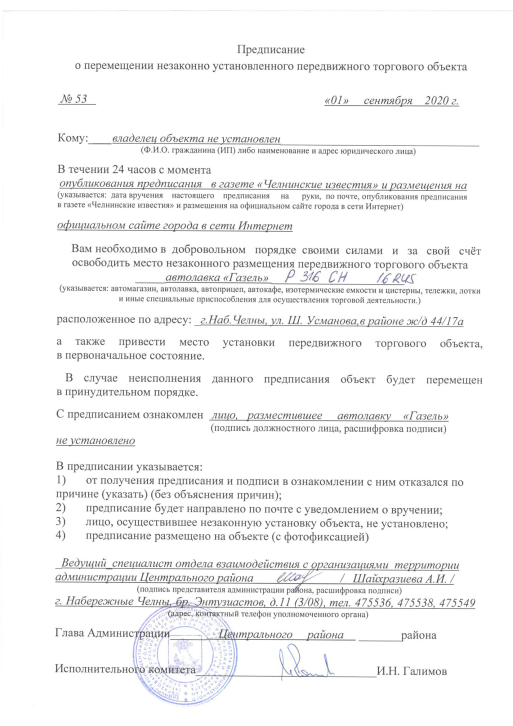 Предписание
о перемещении незаконно установленного передвижного торгового объекта
№ 53 «01» сентября 2020 г.
Кому: владелец объекта не установлен
(Ф.И.О. гражданина (ИП) либо наименование и адрес юридического лица)
В течении 24 часов с момента
опубликования предписания в газете «Челнинские известия» и размещения на
(указывается: дата вручения настоящего предписания на руки, по почте, опубликования предписания
в газете «Челнинские известия» и размещения на официальном сайте города в сети Интернет)
официальном сайте города в сети Интернет
Вам необходимо в добровольном порядке своими силами и за свой счёт
освободить место незаконного размещения передвижного торгового объекта
автолавка «Газель» Р 316 СН 16RUS
(указывается: автомагазин, автолавка, автоприцеп, автокафе, изотермические емкости и цистерны, тележки, лотки
и иные специальные приспособления для осуществления торговой деятельности.)
расположенное по адресу: г.Наб.Челны, ул. Ш. Усманова,в районе ж/д 44/17а
а также привести место установки передвижного торгового объекта,
в первоначальное состояние.
В случае неисполнения данного предписания объект будет перемещен
в принудительном порядке.
С предписанием ознакомлен лицо, разместившее автолавку «Газель»
(подпись должностного лица, расшифровка подписи)
не установлено
В предписании указывается:
1) от получения предписания и подписи в ознакомлении с ним отказался по
причине (указать) (без объяснения причин);
2) предписание будет направлено по почте с уведомлением о вручении;
3) лицо, осуществившее незаконную установку объекта, не установлено;
4) предписание размещено на объекте (с фотофиксацией)
Ведущий специалист отдела взаимодействия с организациями территории
администрации Центрального района / Шайхразиева А.И. /
(подпись представителя администрации района, расшифровка подписи)
г. Набережные Челны, бр. Энтузиастов, д.11 (3/08), тел. 475536, 475538, 475549
(адрес, контактный телефон уполномоченного органа)
Глава Администрации Центрального района района
Исполнительного комитета И.Н. Галимов